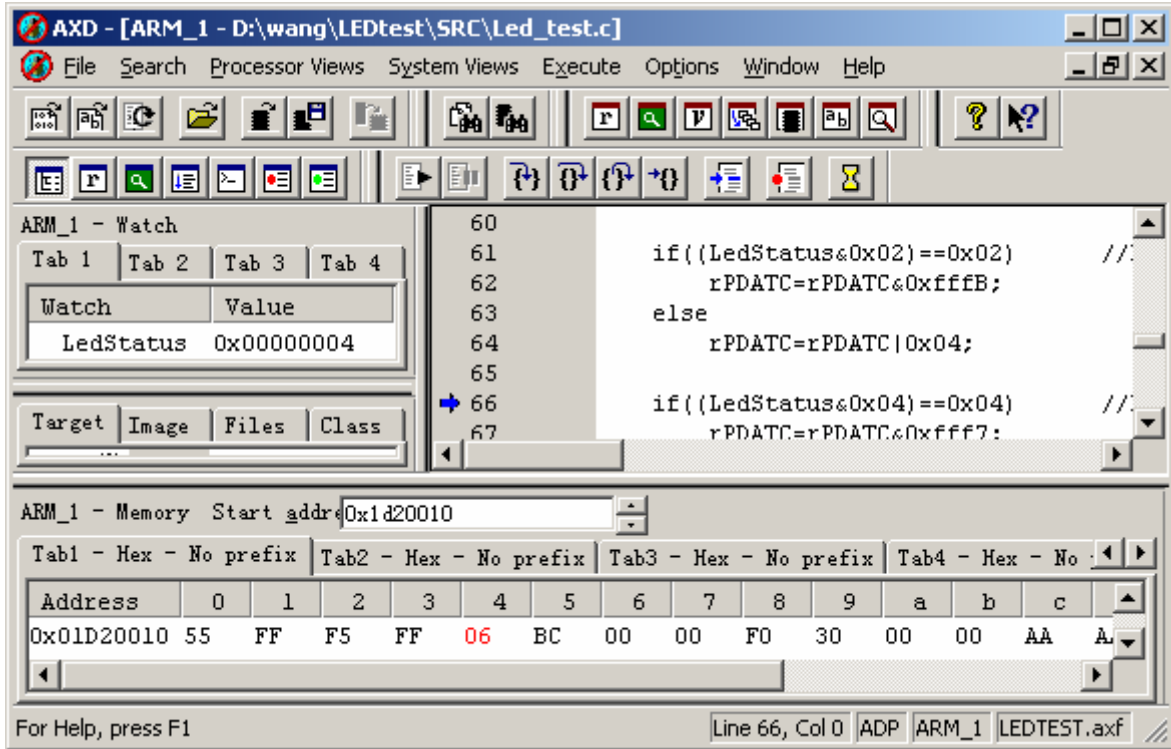 AXD - [ARM_1 - D:\wang\LEDtest\SRC\Led_test.c]
File Search Processor Views System Views Execute Options Window Help
ARM_1 - Watch
Tab 1 Tab 2 Tab 3 Tab 4
Watch Value
LedStatus 0x00000004
Target Image Files Class
60
61 if((LedStatus&0x02)==0x02) //
62 rPDATC=rPDATC&0xfffB;
63 else
64 rPDATC=rPDATC|0x04;
65
66 if((LedStatus&0x04)==0x04) //
67 rPDATC=rPDATC&0xfff7;
ARM_1 - Memory Start addr 0x1d20010
Tab1 - Hex - No prefix Tab2 - Hex - No prefix Tab3 - Hex - No prefix Tab4 - Hex - No
Address 0 1 2 3 4 5 6 7 8 9 a b c
0x01D20010 55 FF F5 FF 06 BC 00 00 F0 30 00 00 AA A
For Help, press F1
Line 66, Col 0 ADP ARM_1 LEDTEST.axf